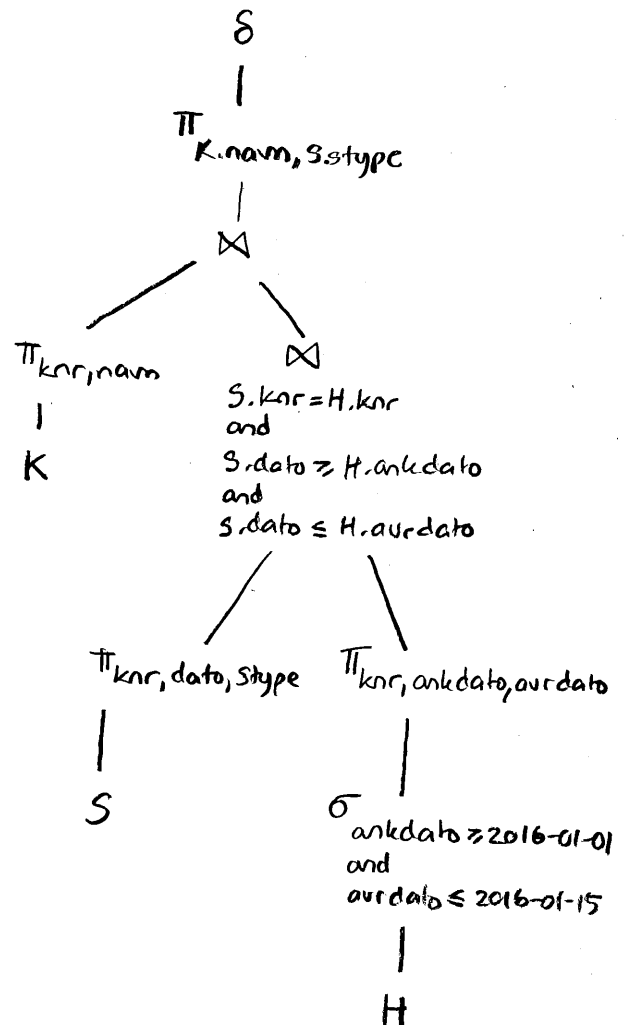 δ
π K.navn, S.stype
⋈
π knr, navn
⋈
S.knr = H.knr
and
S.dato ≥ H.ankdato
and
S.dato ≤ H.avrdato
K
π knr, dato, stype
π knr, ankdato, avrdato
S
σ ankdato ≥ 2016-01-01
and
avrdato ≤ 2016-01-15
H